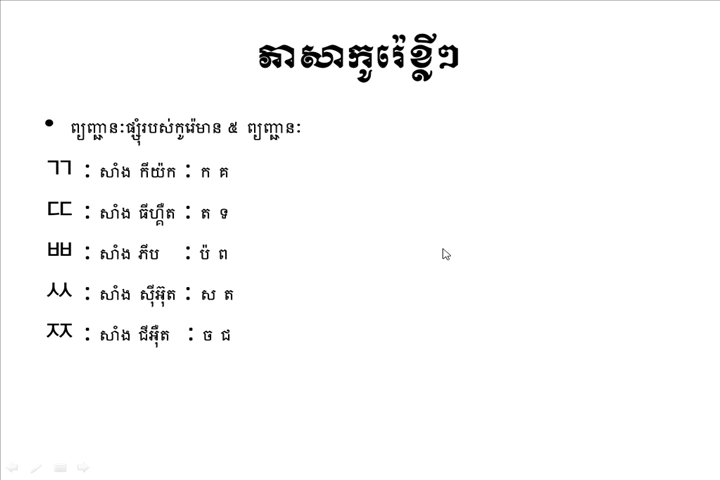 ភាសាកូរ៉េខ្លីៗ
• ព្យញ្ជានៈផ្សុំរបស់កូរ៉េមាន ៥ ព្យញ្ជានៈ
ㄲ : សាំង កីយ៉ក : ក គ
ㄸ : សាំង ធីហ្គឺត : ត ទ
ㅃ : សាំង ភីប : ប៉ ព
ㅆ : សាំង ស៊ីអ៊ុត : ស ត
ㅉ : សាំង ជីអ៊ឺត : ច ជ